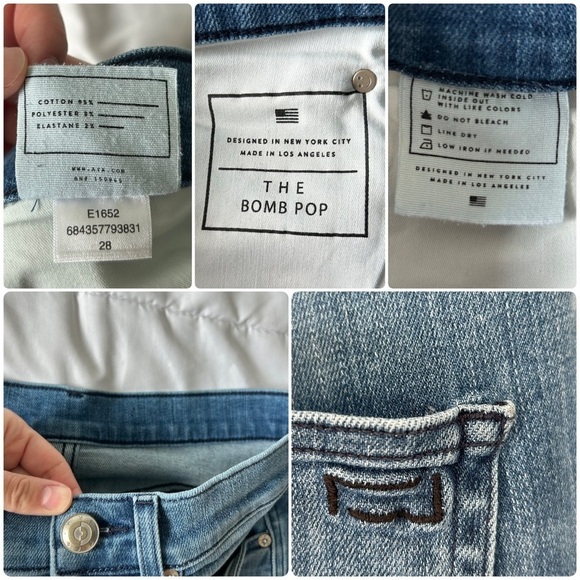 COTTON 95%
POLYESTER 3%
ELASTANE 2%
E1652
684357793831
28
DESIGNED IN NEW YORK CITY
MADE IN LOS ANGELES
THE
BOMB POP
MACHINE WASH COLD
INSIDE OUT
WITH LIKE COLORS
DO NOT BLEACH
LINE DRY
LOW IRON IF NEEDED
DESIGNED IN NEW YORK CITY
MADE IN LOS ANGELES